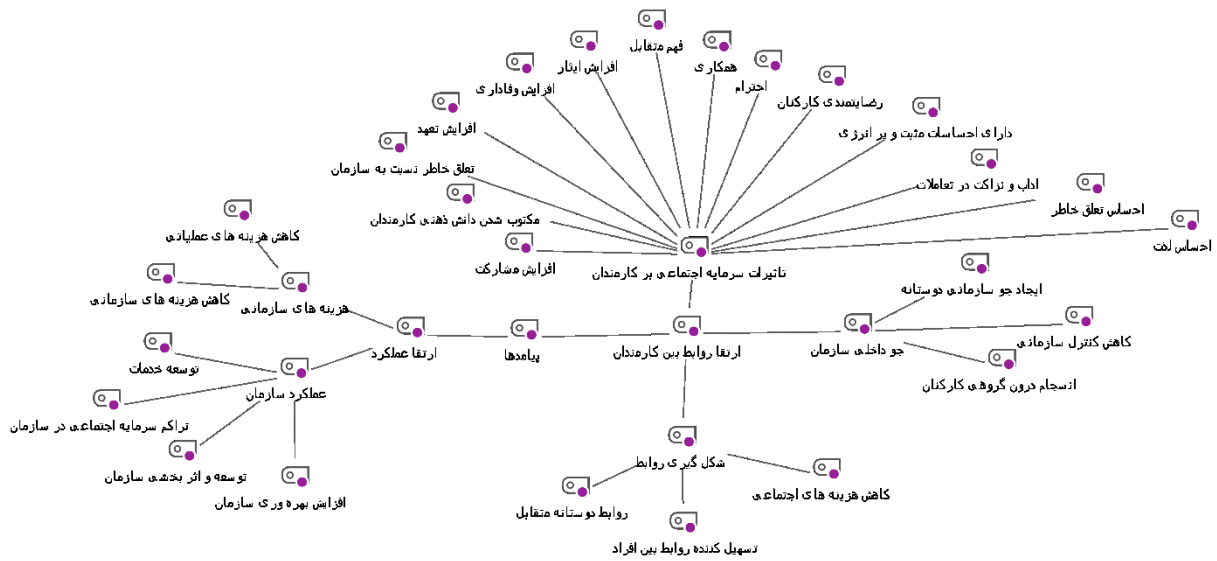 فهم متقابل
همکاری
افزایش ایثار
احترام
افزایش وفاداری
رضایتمندی کارکنان
افزایش تعهد
دارای احساسات مثبت و پر انرژی
تعلق خاطر نسبت به سازمان
اداب و نزاکت در تعاملات
احساس تعلق خاطر
مکتوب شدن دانش ذهنی کارمندان
احساس لذت
کاهش هزینه های عملیاتی
افزایش مشارکت
تاثیرات سرمایه اجتماعی بر کارمندان
ایجاد جو سازمانی دوستانه
کاهش هزینه های سازمانی
هزینه های سازمانی
کاهش کنترل سازمانی
جو داخلی سازمان
ارتقا روابط بین کارمندان
پیامدها
ارتقا عملکرد
توسعه خدمات
انسجام درون گروهی کارکنان
عملکرد سازمان
تراکم سرمایه اجتماعی در سازمان
شکل گیری روابط
توسعه و اثر بخشی سازمان
کاهش هزینه های اجتماعی
افزایش بهره وری سازمان
روابط دوستانه متقابل
تسهیل کننده روابط بین افراد